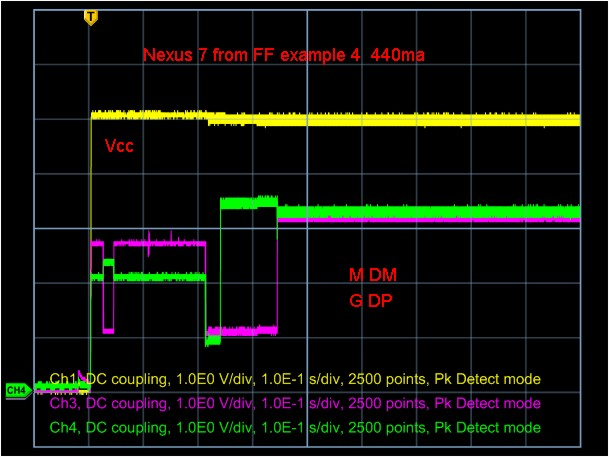 T
Nexus 7 from FF example 4 440ma
Vcc
M DM
G DP
CH4
Ch1, DC coupling, 1.0E0 V/div, 1.0E-1 s/div, 2500 points, Pk Detect mode
Ch3, DC coupling, 1.0E0 V/div, 1.0E-1 s/div, 2500 points, Pk Detect mode
Ch4, DC coupling, 1.0E0 V/div, 1.0E-1 s/div, 2500 points, Pk Detect mode